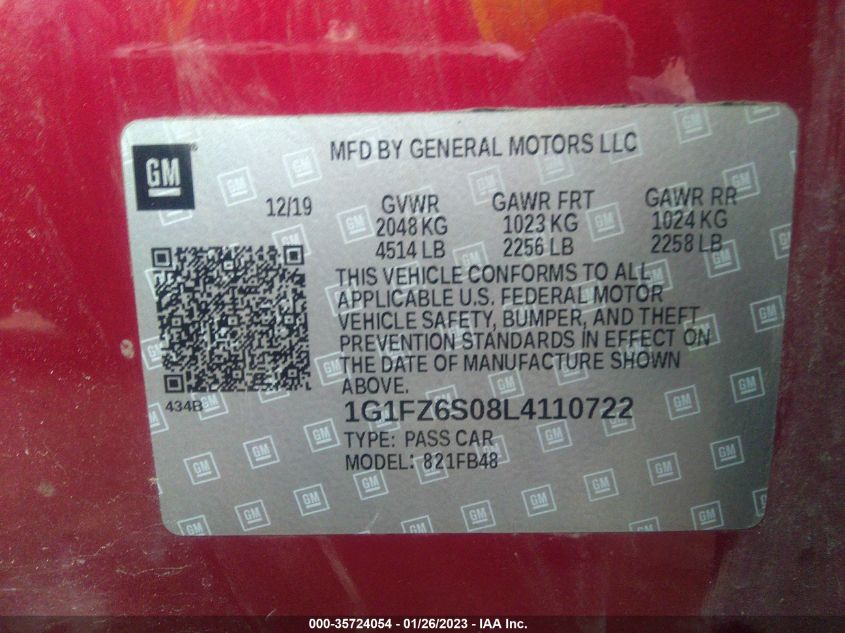 MFD BY GENERAL MOTORS LLC
GM
12/19
GVWR
2048 KG
4514 LB
GAWR FRT
1023 KG
2256 LB
GAWR RR
1024 KG
2258 LB
THIS VEHICLE CONFORMS TO ALL
APPLICABLE U.S. FEDERAL MOTOR
VEHICLE SAFETY, BUMPER, AND THEFT
PREVENTION STANDARDS IN EFFECT ON
THE DATE OF MANUFACTURE SHOWN
ABOVE.
434B
1G1FZ6S08L4110722
TYPE: PASS CAR
MODEL: 821FB48
000-35724054 - 01/26/2023 - IAA Inc.